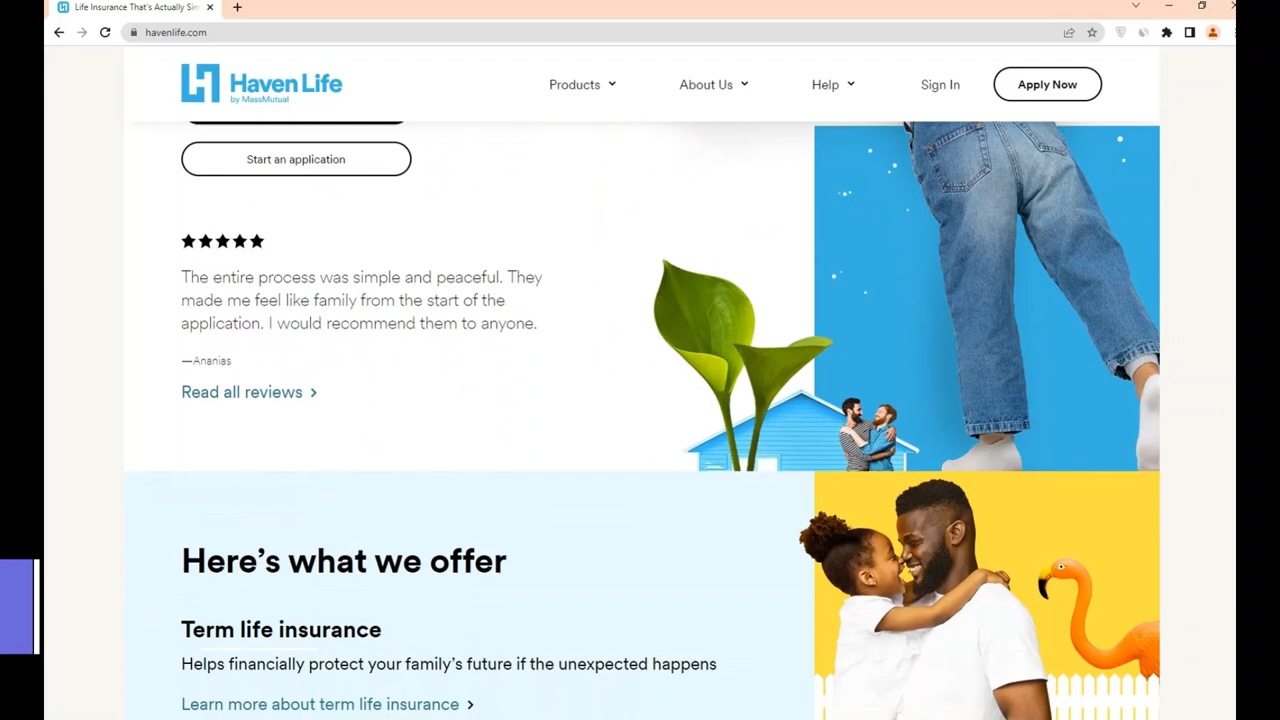 Life Insurance That's Actually Sim
havenlife.com
Haven Life
by MassMutual
Products
About Us
Help
Sign In
Apply Now
Start an application
The entire process was simple and peaceful. They
made me feel like family from the start of the
application. I would recommend them to anyone.
—Ananias
Read all reviews
Here's what we offer
Term life insurance
Helps financially protect your family's future if the unexpected happens
Learn more about term life insurance